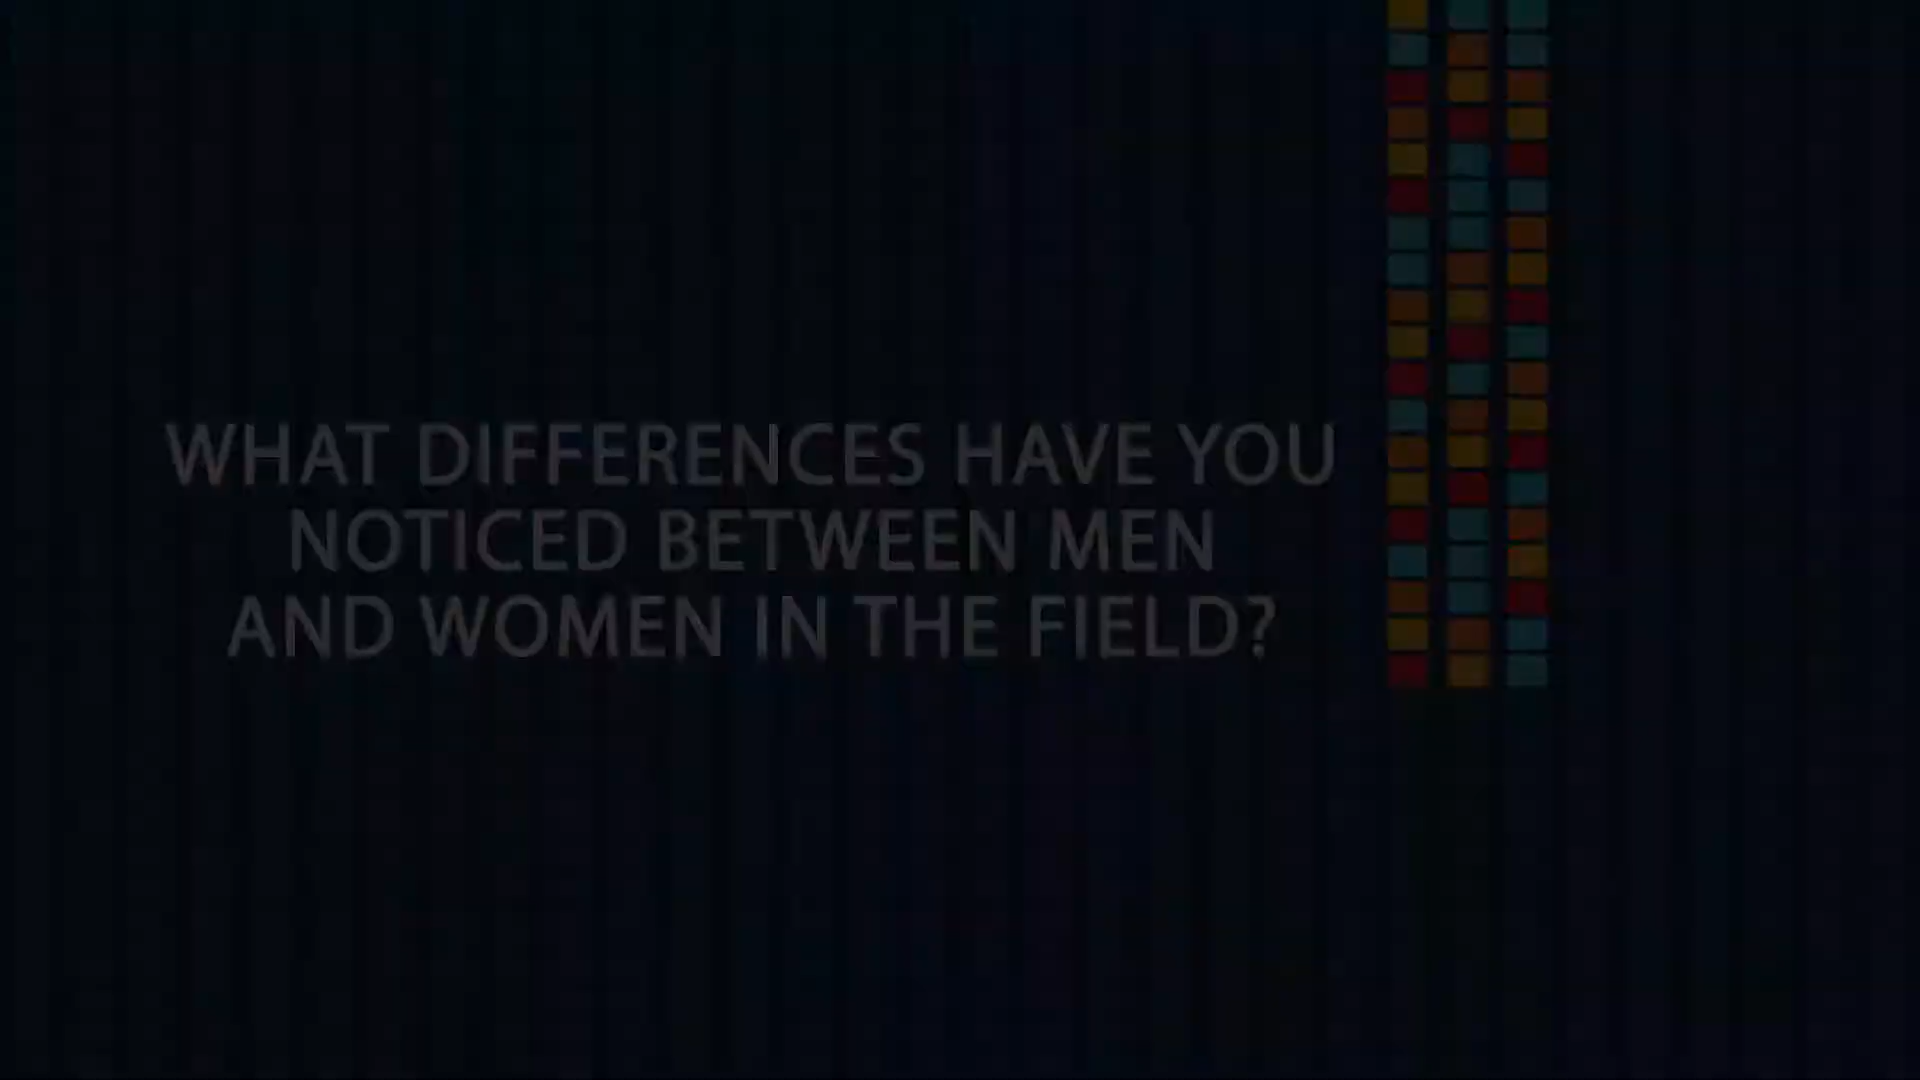 WHAT DIFFERENCES HAVE YOU
NOTICED BETWEEN MEN
AND WOMEN IN THE FIELD?